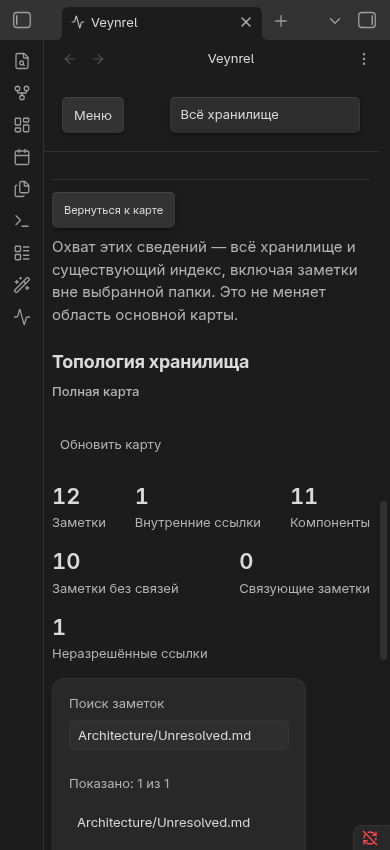 Veynrel
Veynrel
Меню
Всё хранилище
Вернуться к карте
Охват этих сведений — всё хранилище и
существующий индекс, включая заметки
вне выбранной папки. Это не меняет
область основной карты.
Топология хранилища
Полная карта
Обновить карту
12 1 11
Заметки Внутренние ссылки Компоненты
10 0
Заметки без связей Связующие заметки
1
Неразрешённые ссылки
Поиск заметок
Architecture/Unresolved.md
Показано: 1 из 1
Architecture/Unresolved.md